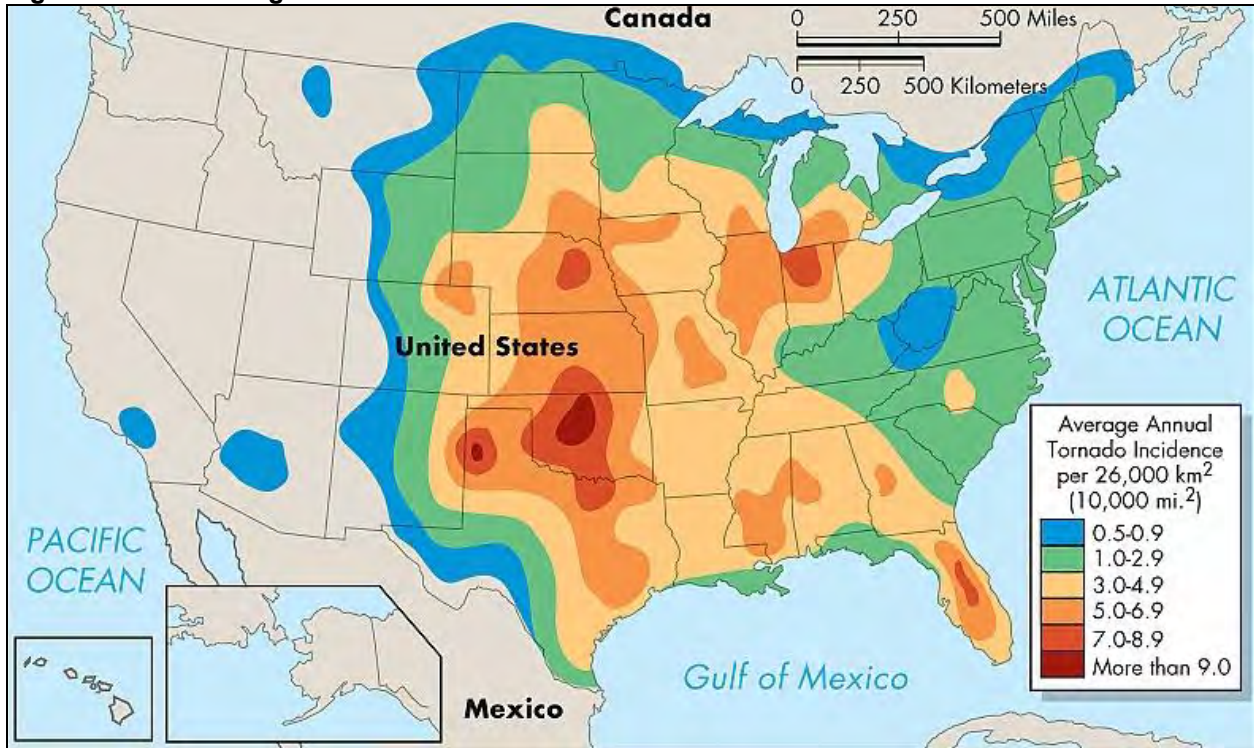 Canada
0 250 500 Miles
0 250 500 Kilometers
United States
ATLANTIC
OCEAN
PACIFIC
OCEAN
Gulf of Mexico
Mexico
Average Annual
Tornado Incidence
per 26,000 km2
(10,000 mi.2)
0.5-0.9
1.0-2.9
3.0-4.9
5.0-6.9
7.0-8.9
More than 9.0